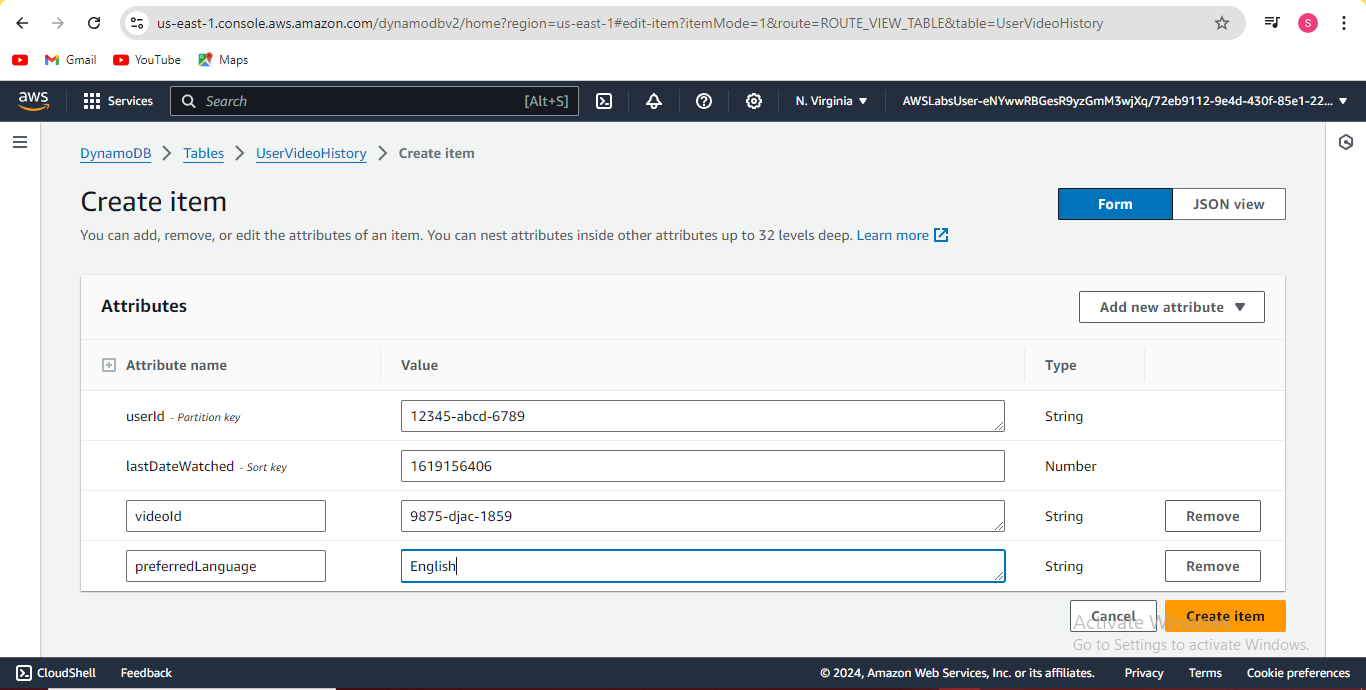 us-east-1.console.aws.amazon.com/dynamodbv2/home?region=us-east-1#edit-item?itemMode=1&route=ROUTE_VIEW_TABLE&table=UserVideoHistory
S
Gmail YouTube Maps
aws Services Search [Alt+S] N. Virginia AWSLabsUser-eNYwwRBGesR9yzGmM3wjXq/72eb9112-9e4d-430f-85e1-22...
DynamoDB Tables UserVideoHistory Create item
Create item
Form JSON view
You can add, remove, or edit the attributes of an item. You can nest attributes inside other attributes up to 32 levels deep. Learn more
Attributes
Add new attribute
Attribute name Value Type
userId - Partition key 12345-abcd-6789 String
lastDateWatched - Sort key 1619156406 Number
videoId 9875-djac-1859 String Remove
preferredLanguage English String Remove
Cancel Create item
Activate Windows
Go to Settings to activate Windows.
CloudShell Feedback © 2024, Amazon Web Services, Inc. or its affiliates. Privacy Terms Cookie preferences